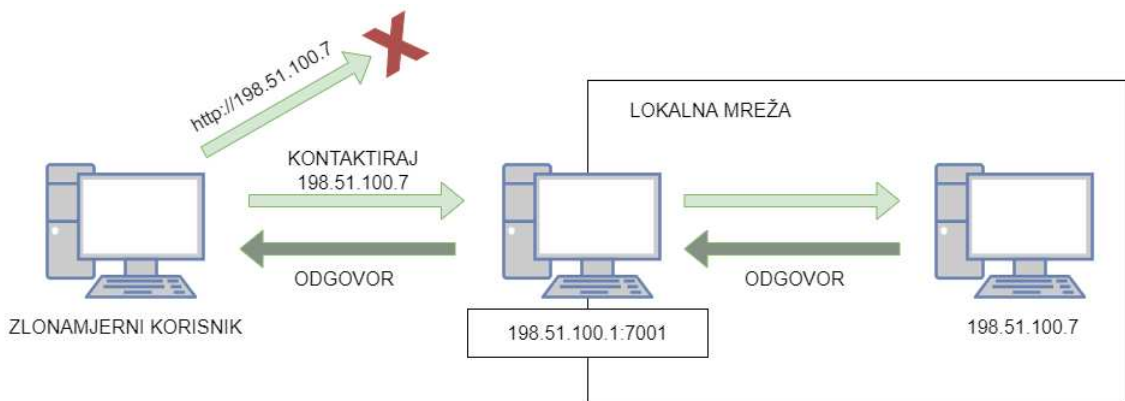 http://198.51.100.7
LOKALNA MREŽA
KONTAKTIRAJ
198.51.100.7
ODGOVOR
ODGOVOR
ZLONAMJERNI KORISNIK
198.51.100.1:7001
198.51.100.7